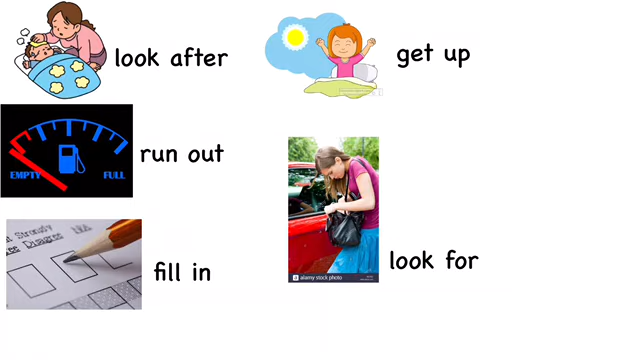 look after
get up
run out
EMPTY
FULL
fill in
look for
alamy stock photo